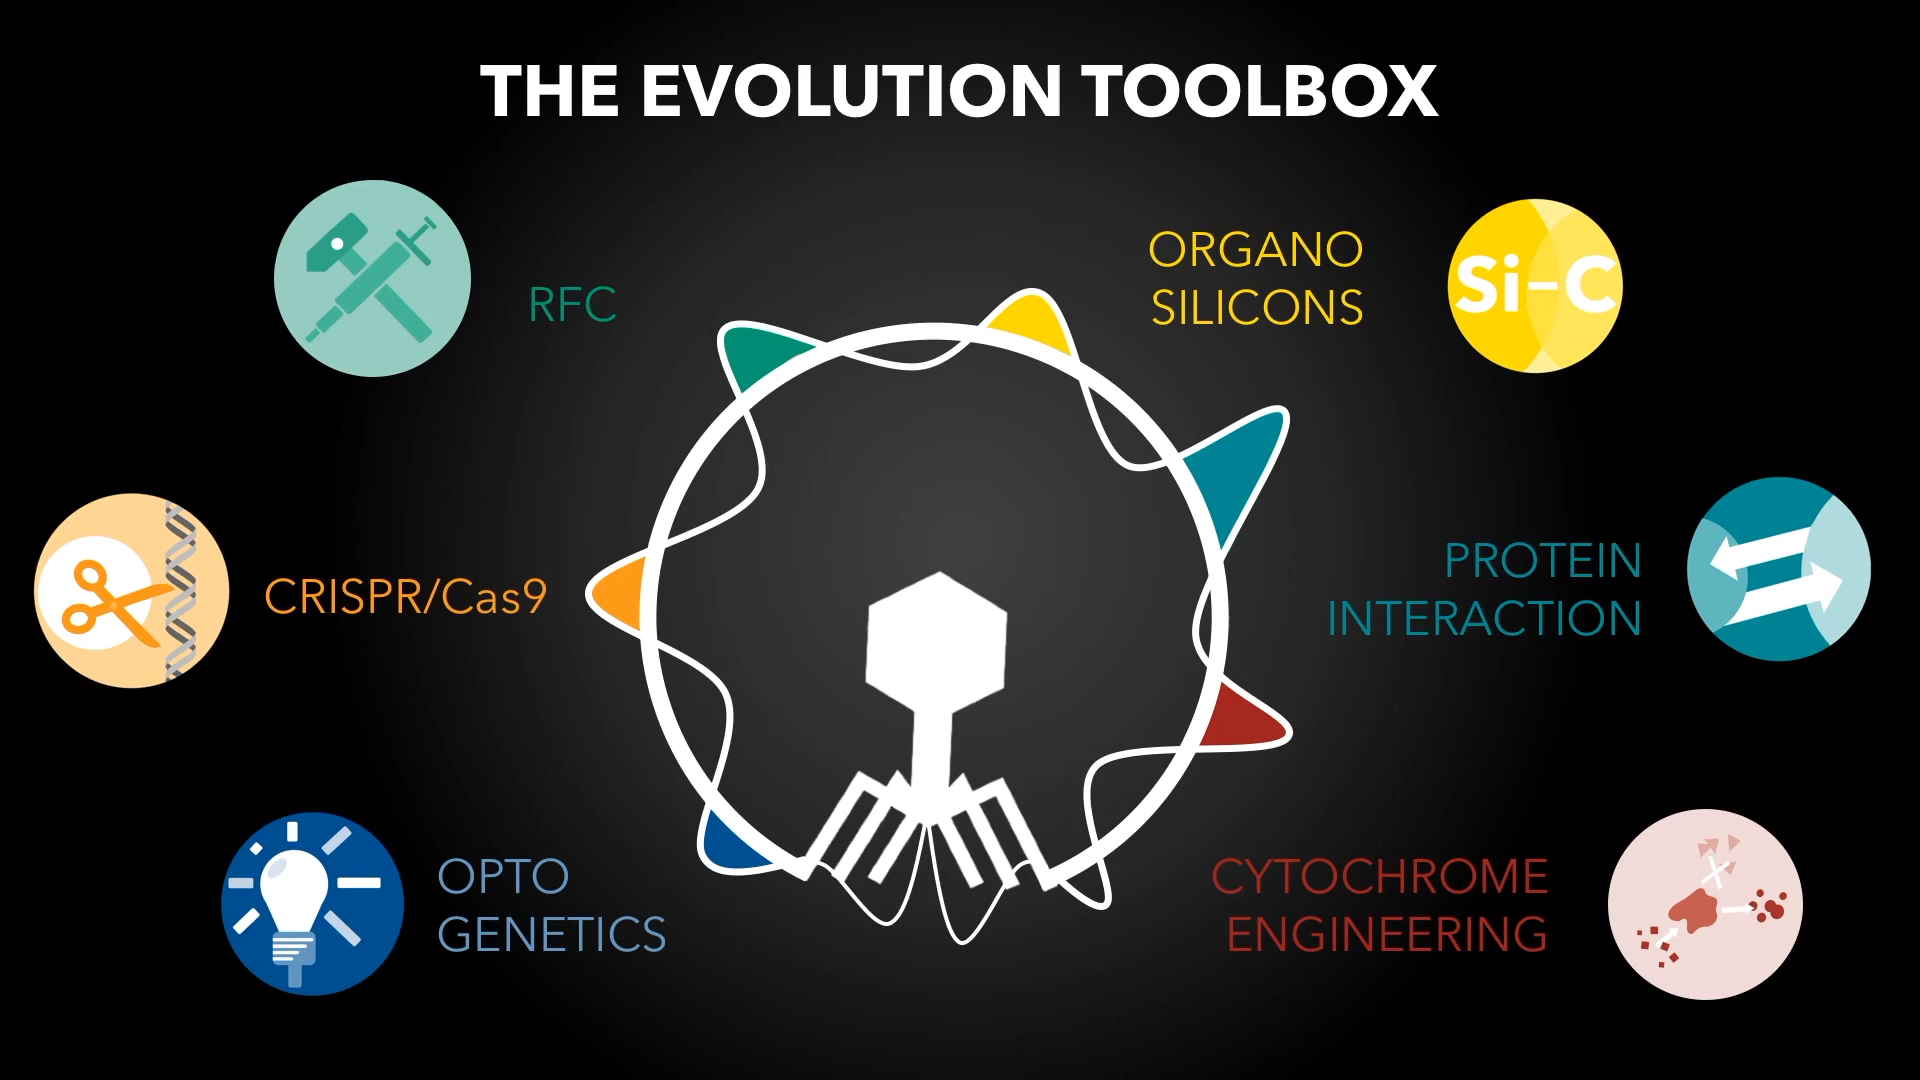 THE EVOLUTION TOOLBOX
RFC
ORGANO
SILICONS
Si-C
CRISPR/Cas9
PROTEIN
INTERACTION
OPTO
GENETICS
CYTOCHROME
ENGINEERING